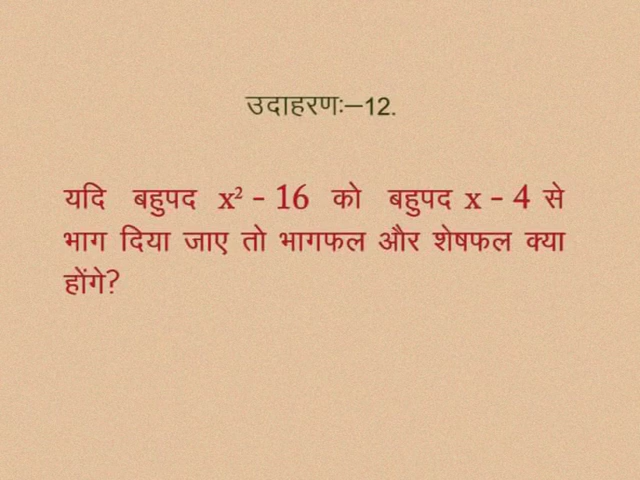 उदाहरणः–12.
यदि बहुपद x² - 16 को बहुपद x - 4 से
भाग दिया जाए तो भागफल और शेषफल क्या
होंगे?